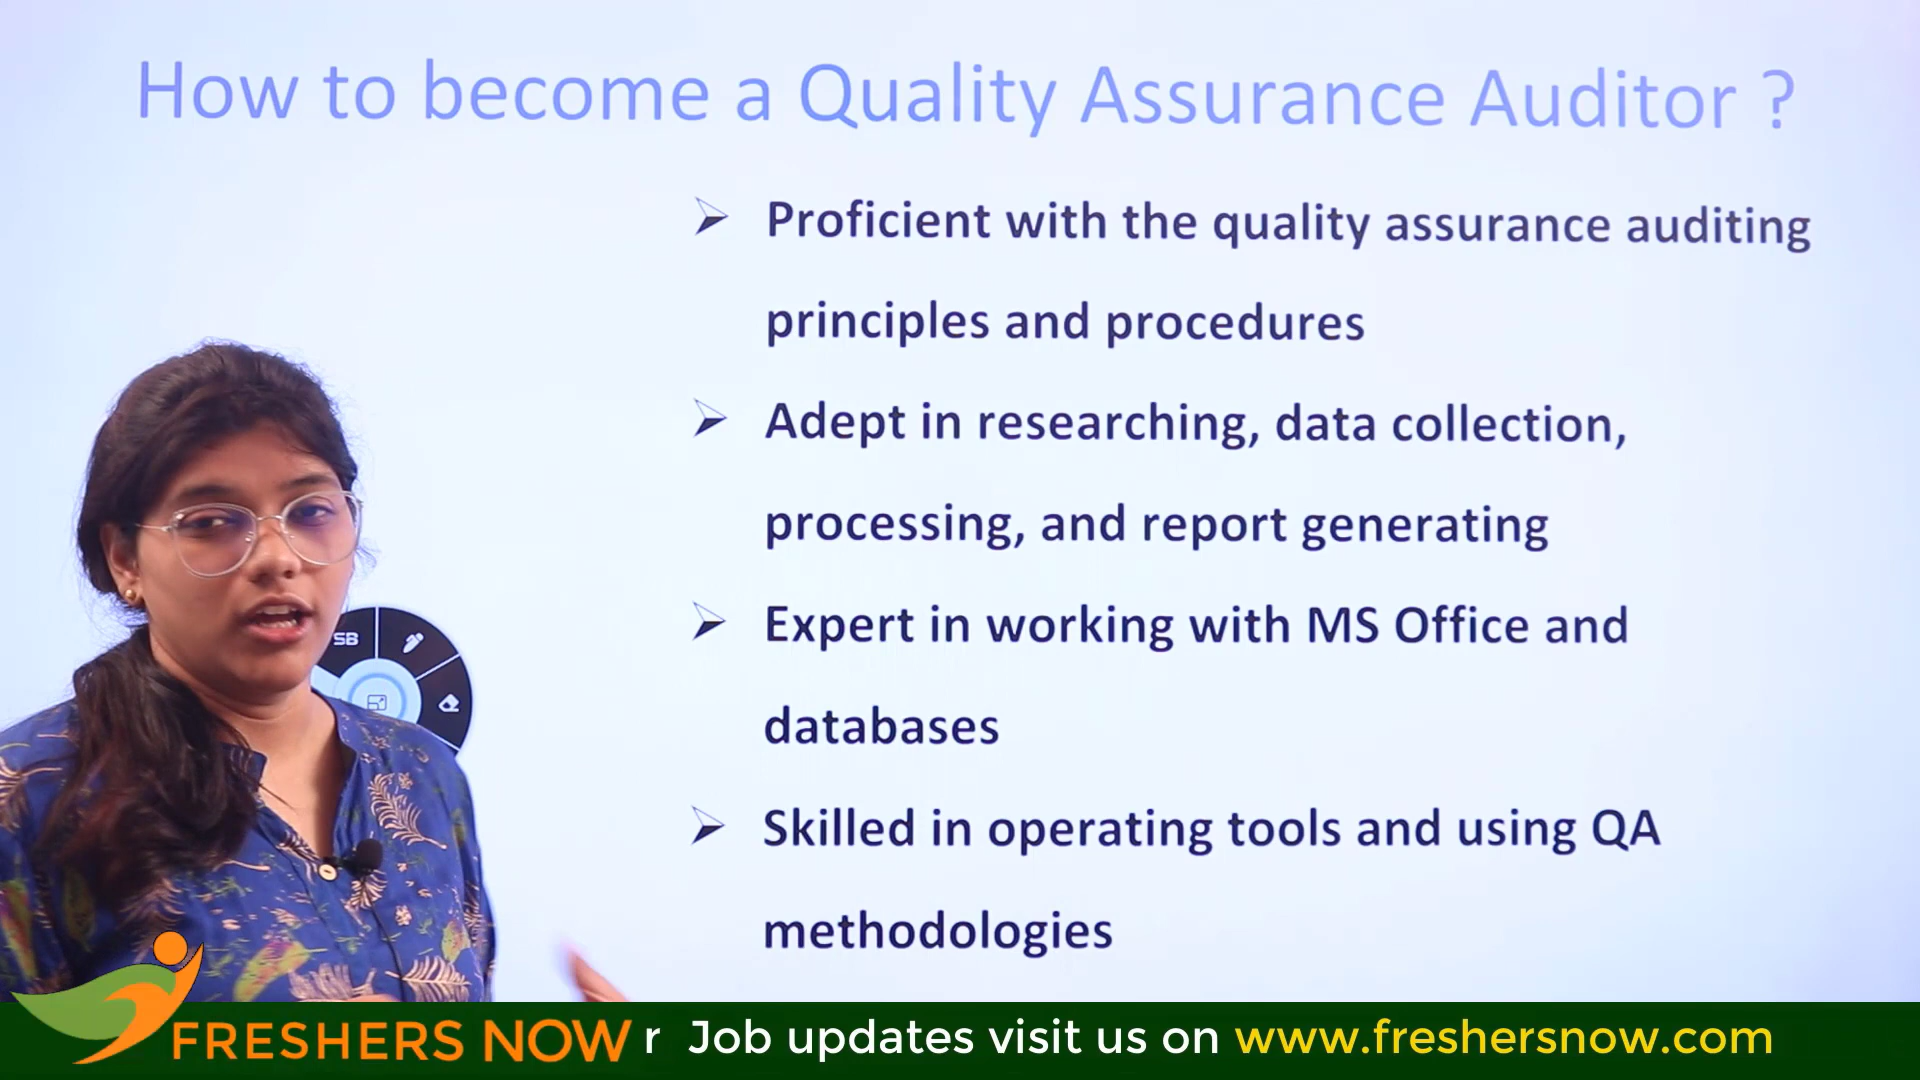 How to become a Quality Assurance Auditor ?
Proficient with the quality assurance auditing
principles and procedures
Adept in researching, data collection,
processing, and report generating
Expert in working with MS Office and
databases
Skilled in operating tools and using QA
methodologies
SB
FRESHERS NOW
r Job updates visit us on www.freshersnow.com